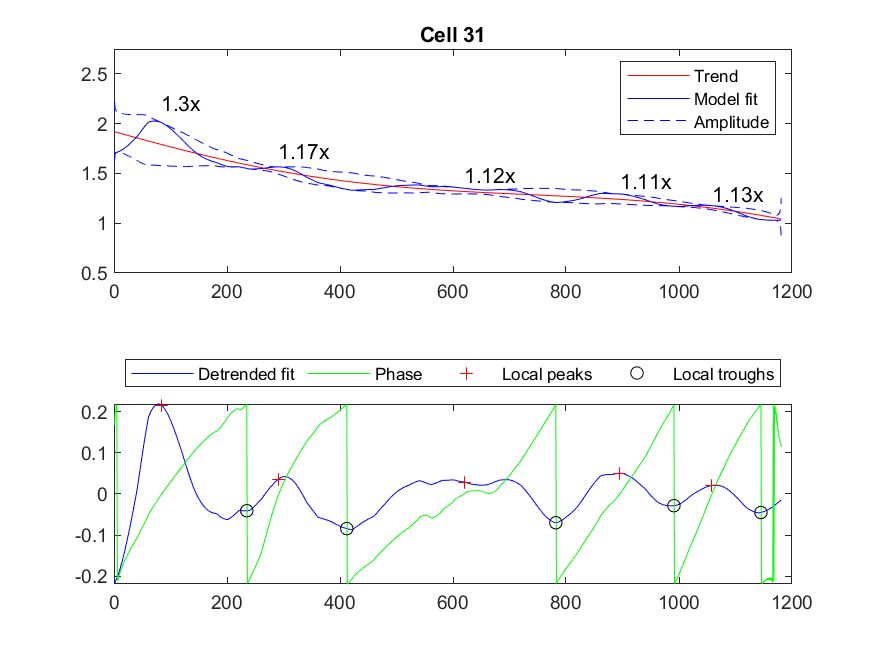 Cell 31
2.5
2
1.5
1
0.5
0 200 400 600 800 1000 1200
1.3x
1.17x
1.12x
1.11x
1.13x
Trend
Model fit
Amplitude
Detrended fit Phase Local peaks Local troughs
0.2
0.1
0
-0.1
-0.2
0 200 400 600 800 1000 1200